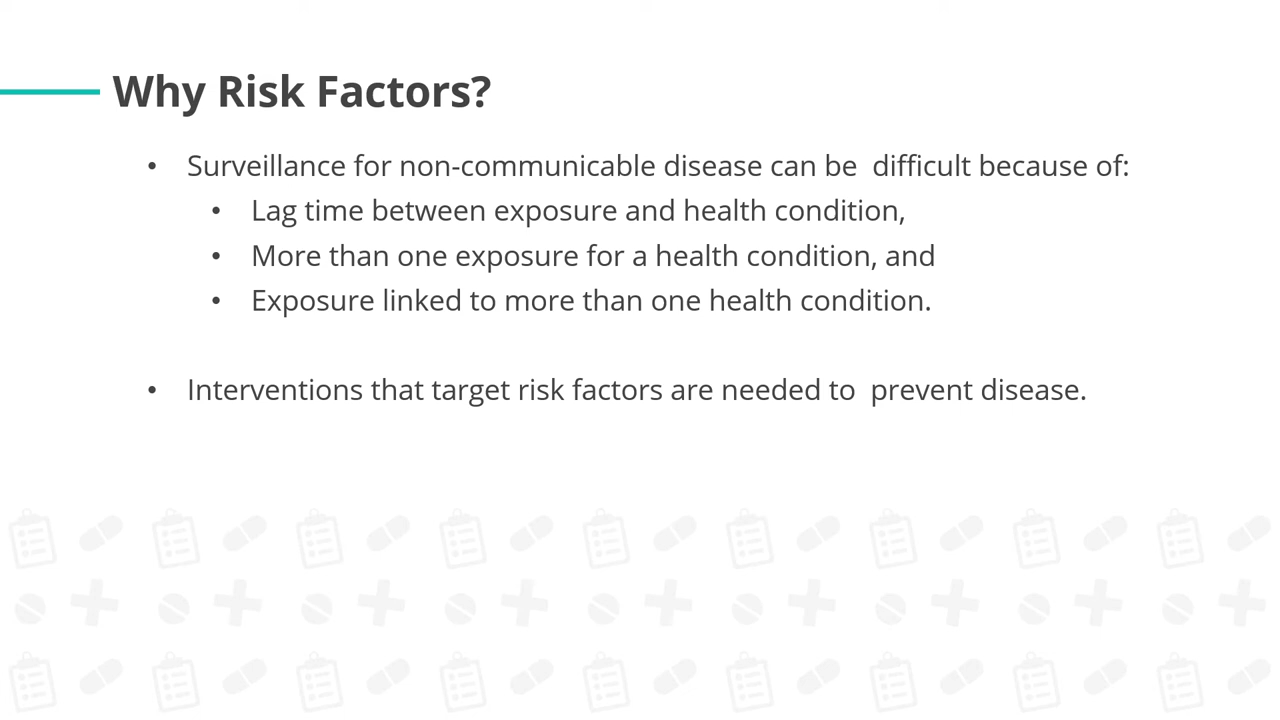 Why Risk Factors?
• Surveillance for non-communicable disease can be  difficult because of:
• Lag time between exposure and health condition,
• More than one exposure for a health condition, and
• Exposure linked to more than one health condition.
• Interventions that target risk factors are needed to  prevent disease.